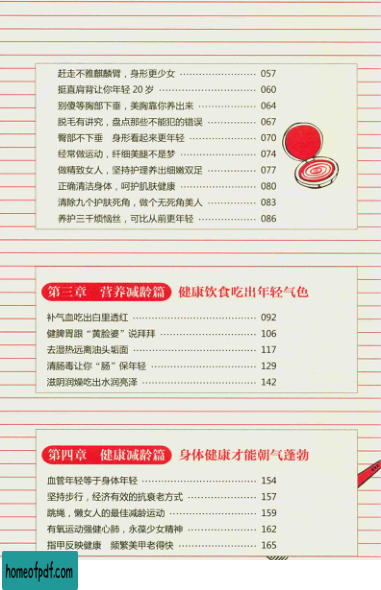 赶走不雅麒麟臂，身形更少女 ………………………… 057
挺直肩背让你年轻 20 岁 ………………………… 060
别傻等胸部下垂，美胸靠你养出来 ………………………… 064
脱毛有讲究，盘点那些不能犯的错误 ………………………… 067
臀部不下垂　身形看起来更年轻 ………………………… 070
经常做运动，纤细美腿不是梦 ………………………… 074
做精致女人，坚持护理养出细嫩双足 ………………………… 077
正确清洁身体，呵护肌肤健康 ………………………… 080
清除九个护肤死角，做个无死角美人 ………………………… 083
养护三千烦恼丝，可比从前更年轻 ………………………… 086
第三章　营养减龄篇　健康饮食吃出年轻气色
补气血吃出白里透红 ………………………… 092
健脾胃跟“黄脸婆”说拜拜 ………………………… 106
去湿热远离油头垢面 ………………………… 117
清肠毒让你“肠”保年轻 ………………………… 129
滋阴润燥吃出水润亮泽 ………………………… 142
第四章　健康减龄篇　身体健康才能朝气蓬勃
血管年轻等于身体年轻 ………………………… 154
坚持步行，经济有效的抗衰老方式 ………………………… 157
跳绳，懒女人的最佳减龄运动 ………………………… 159
有氧运动强健心肺，永葆少女精神 ………………………… 162
指甲反映健康　频繁美甲老得快 ………………………… 165
homeofpdf.com